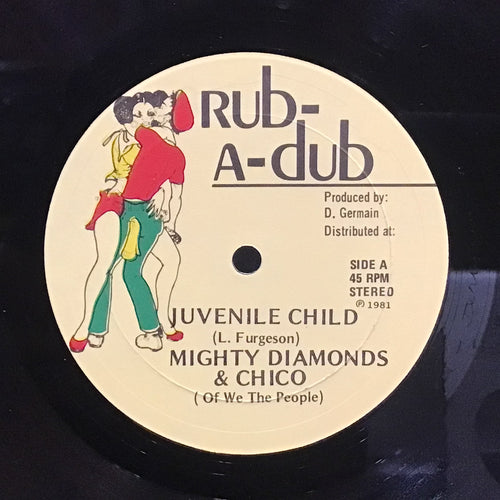 RUB-
A-dub
Produced by:
D. Germain
Distributed at:
SIDE A
45 RPM
STEREO
℗ 1981
JUVENILE CHILD
(L. Furgeson)
MIGHTY DIAMONDS
& CHICO
( Of We The People)